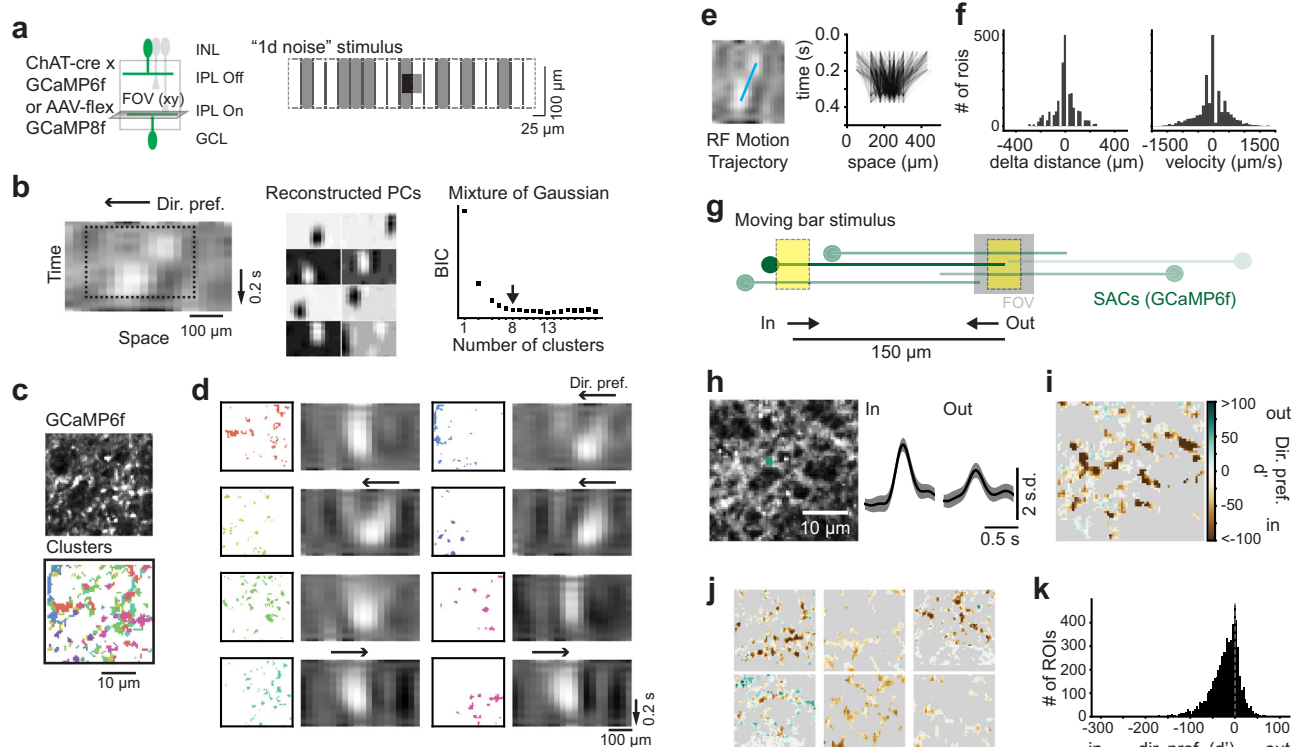 a
ChAT-cre x
GCaMP6f
or AAV-flex
GCaMP8f
INL
IPL Off
FOV (xy)
IPL On
GCL
“1d noise” stimulus
100 µm
25 µm
b
Dir. pref.
Time
0.2 s
100 µm
Space
Reconstructed PCs
Mixture of Gaussian
BIC
1
8
13
Number of clusters
c
GCaMP6f
Clusters
10 µm
d
Dir. pref.
0.2 s
100 µm
e
RF Motion
Trajectory
time (s)
0.0
0.2
0.4
100 200 300 400
space (µm)
f
# of rois
500
0
-400
0
400
delta distance (µm)
-1500
0
1500
velocity (µm/s)
g
Moving bar stimulus
FOV
SACs (GCaMP6f)
In
Out
150 µm
h
10 µm
In
Out
2 s.d.
0.5 s
i
>100
50
0
-50
<-100
out
Dir. pref.
d'
in
j
k
# of ROIs
400
300
200
100
0
-300
-200
-100
0
100
in
dir. pref. (d')
out